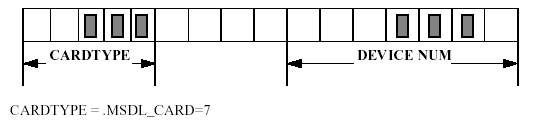 CARDTYPE DEVICE NUM
CARDTYPE = .MSDL_CARD=7